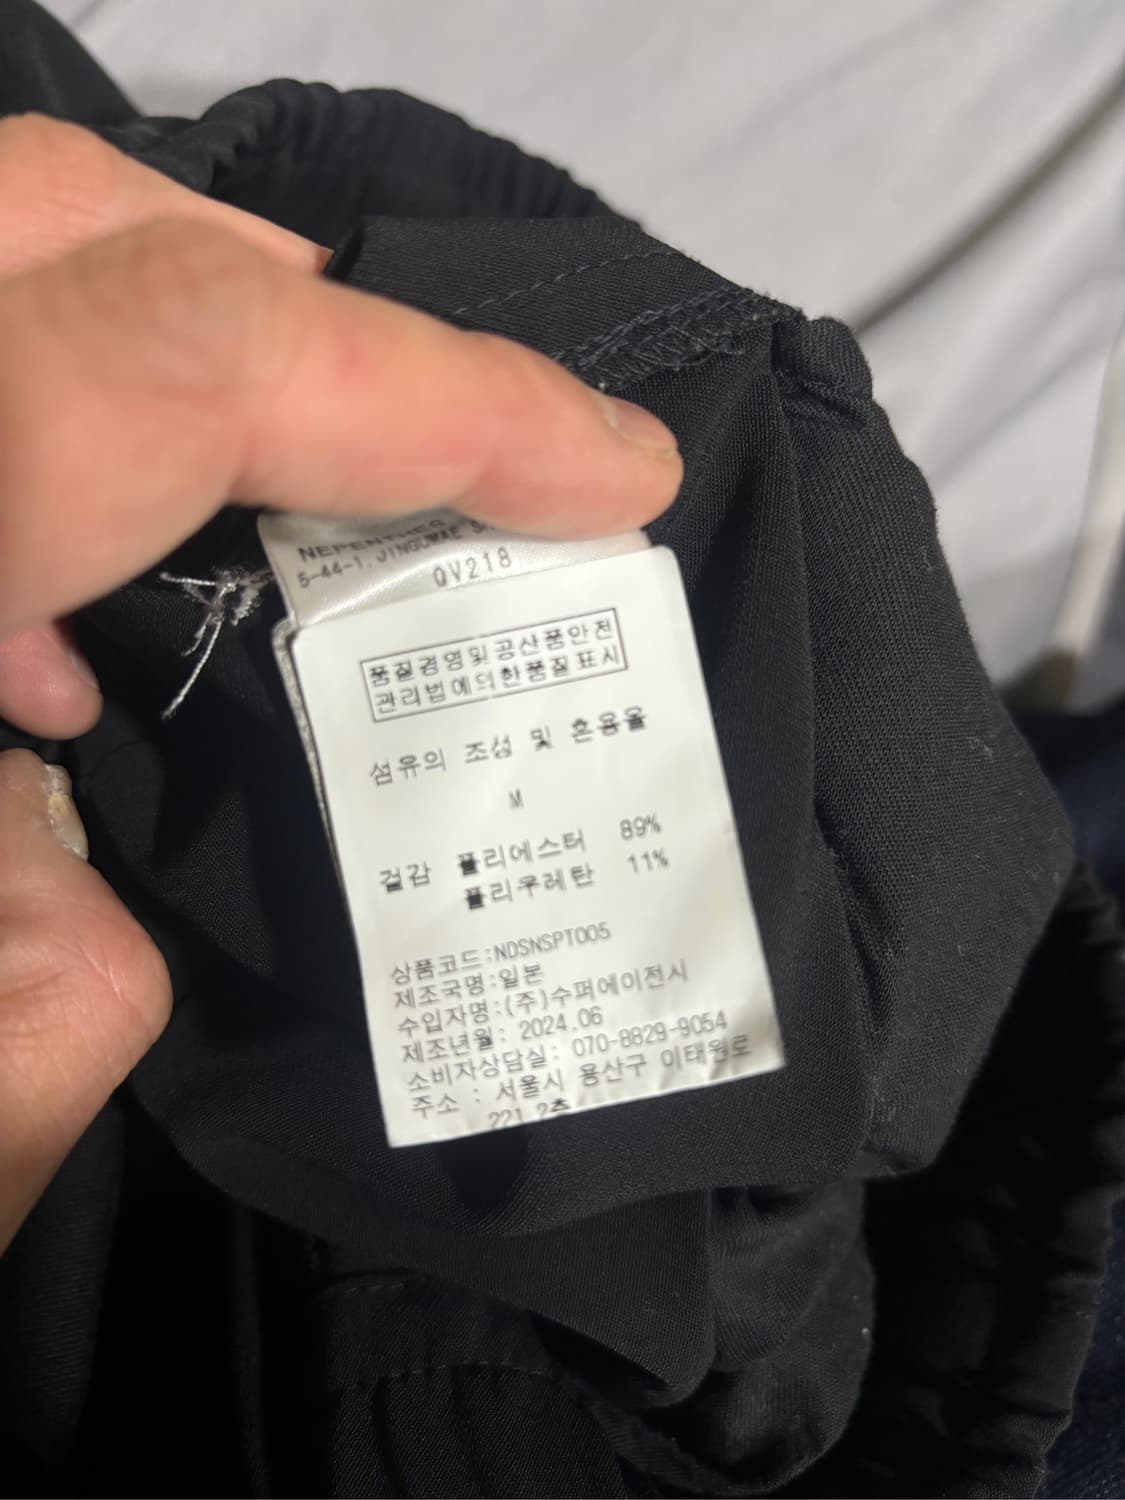 NEPENTHES
5-44-1, JINGUMAE
OV218
품질경영및공산품안전
관리법에의한품질표시
섬유의 조성 및 혼용율
M
겉감 폴리에스터 89%
폴리우레탄 11%
상품코드:NDSNSPT005
제조국명:일본
수입자명:(주)수퍼에이전시
제조년월: 2024.06
소비자상담실: 070-8829-9054
주소 : 서울시 용산구 이태원로
221 2층